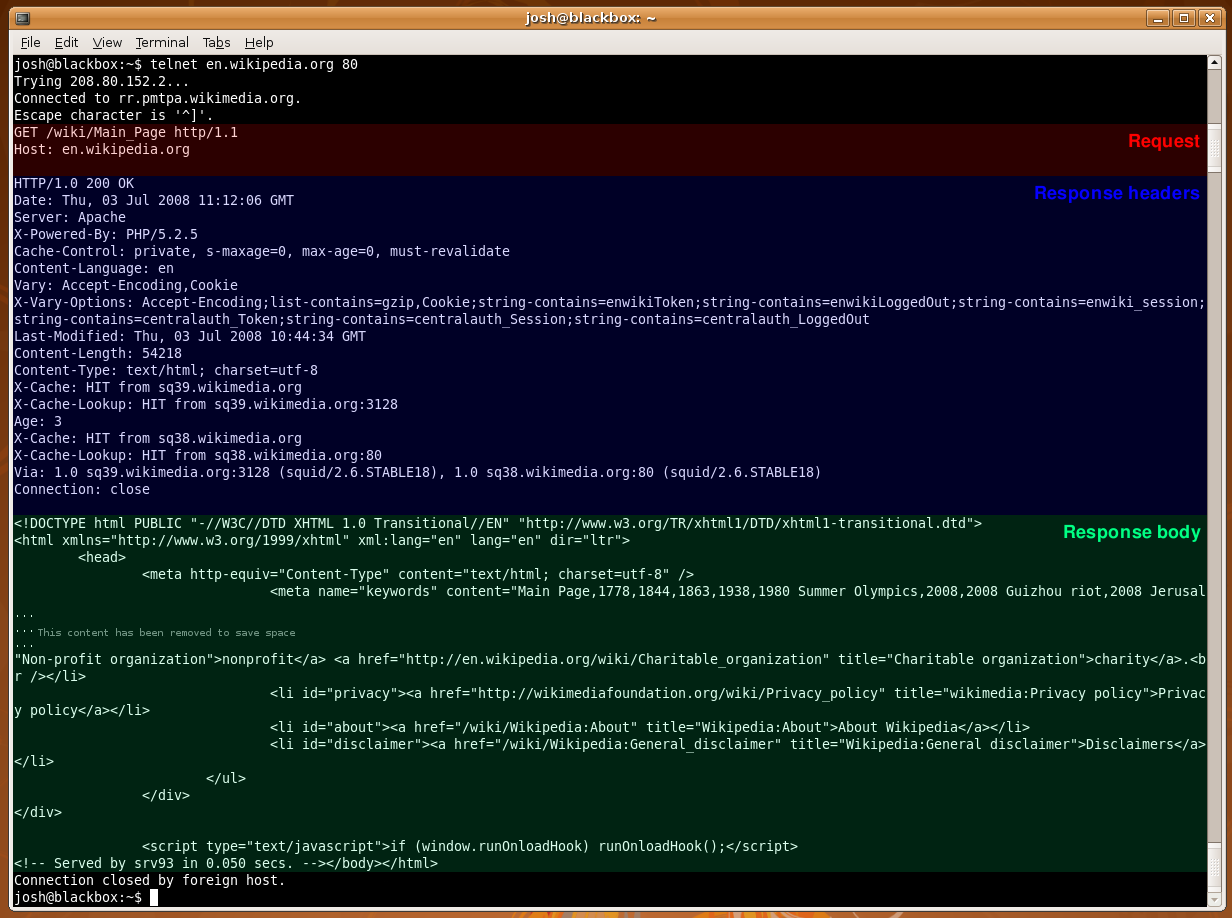 josh@blackbox: ~
File Edit View Terminal Tabs Help
josh@blackbox:~$ telnet en.wikipedia.org 80
Trying 208.80.152.2...
Connected to rr.pmtpa.wikimedia.org.
Escape character is '^]'.
GET /wiki/Main_Page http/1.1
Request
Host: en.wikipedia.org
HTTP/1.0 200 OK
Response headers
Date: Thu, 03 Jul 2008 11:12:06 GMT
Server: Apache
X-Powered-By: PHP/5.2.5
Cache-Control: private, s-maxage=0, max-age=0, must-revalidate
Content-Language: en
Vary: Accept-Encoding,Cookie
X-Vary-Options: Accept-Encoding;list-contains=gzip,Cookie;string-contains=enwikiToken;string-contains=enwikiLoggedOut;string-contains=enwiki_session;
string-contains=centralauth_Token;string-contains=centralauth_Session;string-contains=centralauth_LoggedOut
Last-Modified: Thu, 03 Jul 2008 10:44:34 GMT
Content-Length: 54218
Content-Type: text/html; charset=utf-8
X-Cache: HIT from sq39.wikimedia.org
X-Cache-Lookup: HIT from sq39.wikimedia.org:3128
Age: 3
X-Cache: HIT from sq38.wikimedia.org
X-Cache-Lookup: HIT from sq38.wikimedia.org:80
Via: 1.0 sq39.wikimedia.org:3128 (squid/2.6.STABLE18), 1.0 sq38.wikimedia.org:80 (squid/2.6.STABLE18)
Connection: close
<!DOCTYPE html PUBLIC "-//W3C//DTD XHTML 1.0 Transitional//EN" "http://www.w3.org/TR/xhtml1/DTD/xhtml1-transitional.dtd">
Response body
<html xmlns="http://www.w3.org/1999/xhtml" xml:lang="en" lang="en" dir="ltr">
<head>
<meta http-equiv="Content-Type" content="text/html; charset=utf-8" />
<meta name="keywords" content="Main Page,1778,1844,1863,1938,1980 Summer Olympics,2008,2008 Guizhou riot,2008 Jerusal
...
... This content has been removed to save space
...
"Non-profit organization">nonprofit</a> <a href="http://en.wikipedia.org/wiki/Charitable_organization" title="Charitable organization">charity</a>.<b
r /></li>
<li id="privacy"><a href="http://wikimediafoundation.org/wiki/Privacy_policy" title="wikimedia:Privacy policy">Privac
y policy</a></li>
<li id="about"><a href="/wiki/Wikipedia:About" title="Wikipedia:About">About Wikipedia</a></li>
<li id="disclaimer"><a href="/wiki/Wikipedia:General_disclaimer" title="Wikipedia:General disclaimer">Disclaimers</a>
</li>
</ul>
</div>
</div>
<script type="text/javascript">if (window.runOnloadHook) runOnloadHook();</script>
<!-- Served by srv93 in 0.050 secs. --></body></html>
Connection closed by foreign host.
josh@blackbox:~$